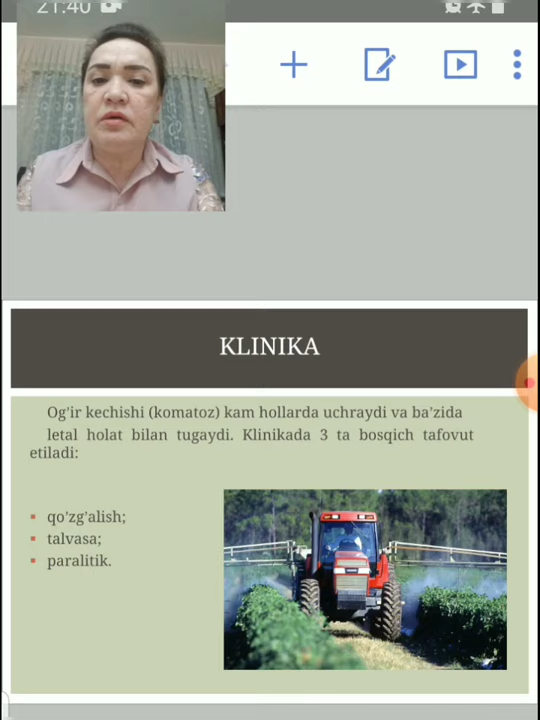 21:40
KLINIKA
Og'ir kechishi (komatoz) kam hollarda uchraydi va ba'zida
letal holat bilan tugaydi. Klinikada 3 ta bosqich tafovut
etiladi:
qo'zg'alish;
talvasa;
paralitik.